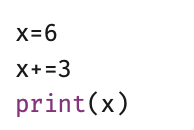 x=6
x+=3
print(x)